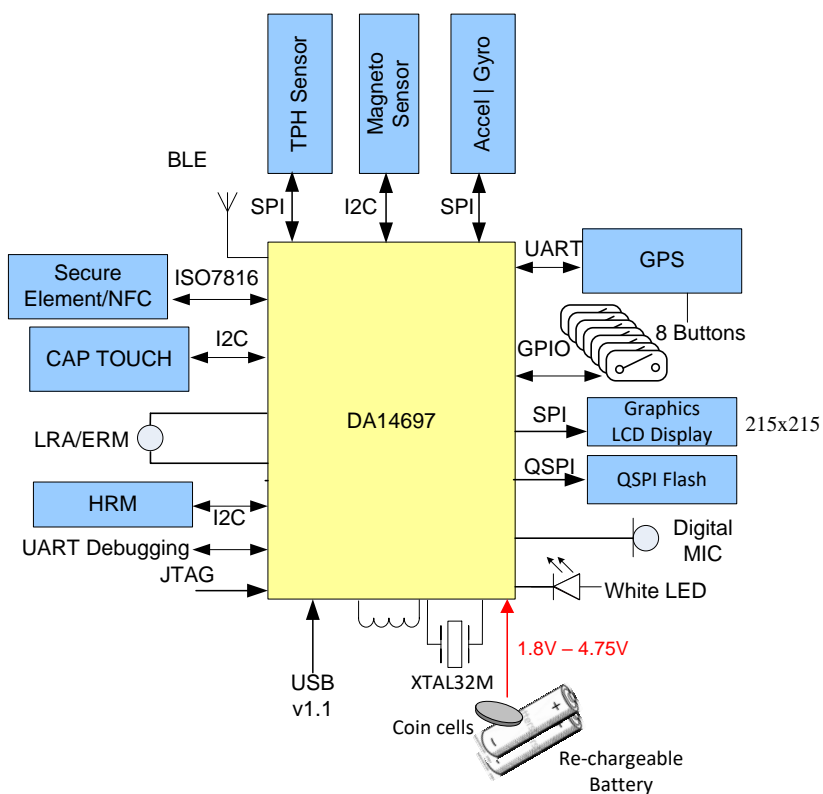 TPH Sensor
Magneto
Sensor
Accel | Gyro
BLE
SPI
I2C
SPI
UART
GPS
Secure
Element/NFC
ISO7816
8 Buttons
CAP TOUCH
I2C
GPIO
DA14697
SPI
Graphics
LCD Display
215x215
LRA/ERM
QSPI
QSPI Flash
HRM
I2C
Digital
MIC
UART Debugging
JTAG
White LED
1.8V – 4.75V
USB
v1.1
XTAL32M
Coin cells
Re-chargeable
Battery